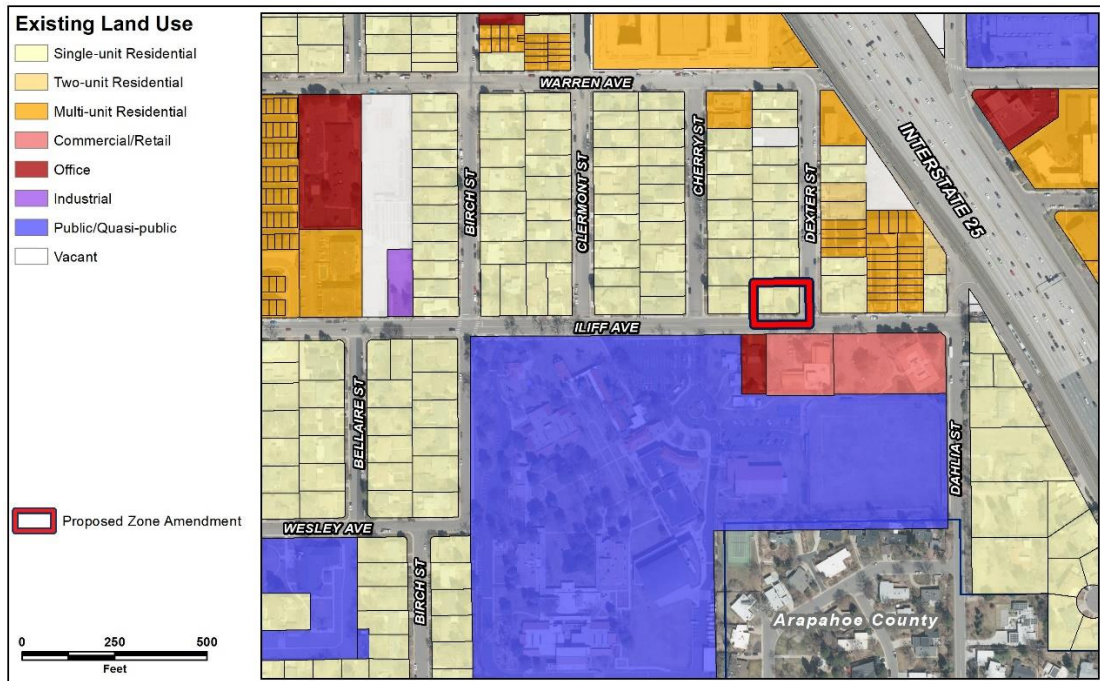 Existing Land Use
Single-unit Residential
Two-unit Residential
Multi-unit Residential
Commercial/Retail
Office
Industrial
Public/Quasi-public
Vacant
Proposed Zone Amendment
0 250 500
Feet
WARREN AVE
BIRCH ST
CLERMONT ST
CHERRY ST
DEXTER ST
INTERSTATE 25
ILIFF AVE
BELLAIRE ST
DAHLIA ST
WESLEY AVE
BIRCH ST
Arapahoe County